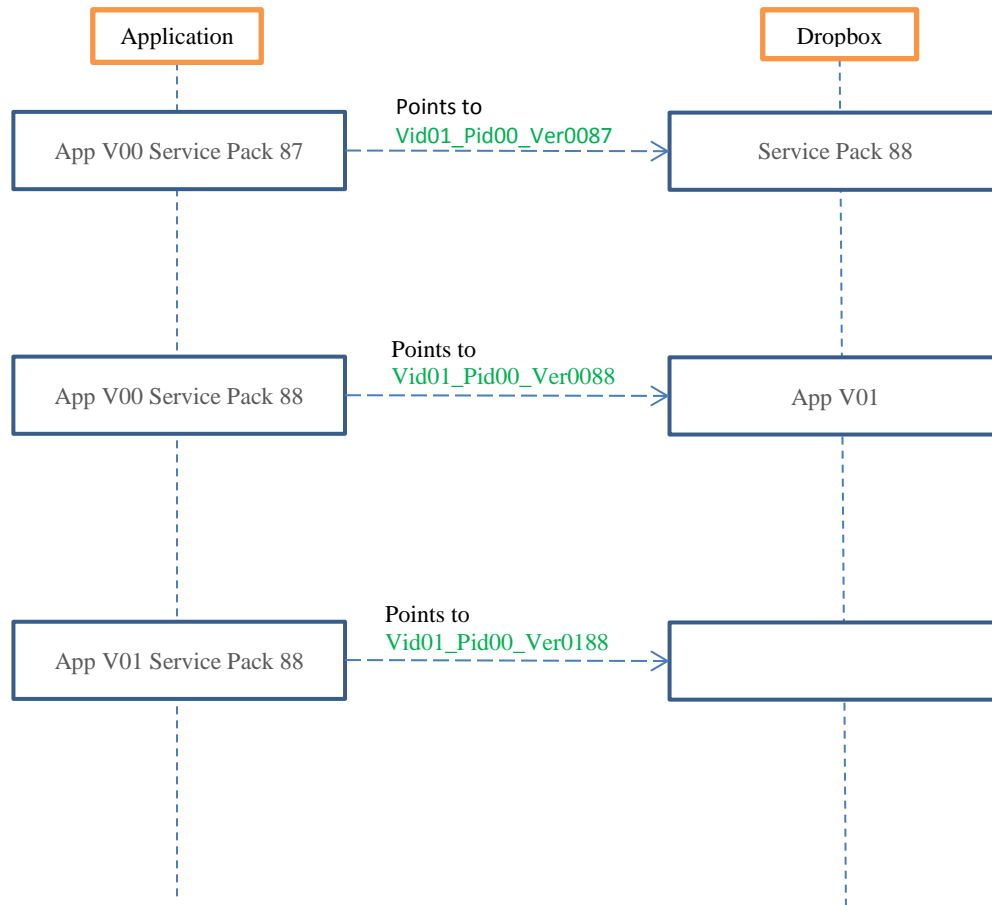 Application
Dropbox
App V00 Service Pack 87
Points to
Vid01_Pid00_Ver0087
Service Pack 88
App V00 Service Pack 88
Points to
Vid01_Pid00_Ver0088
App V01
App V01 Service Pack 88
Points to
Vid01_Pid00_Ver0188